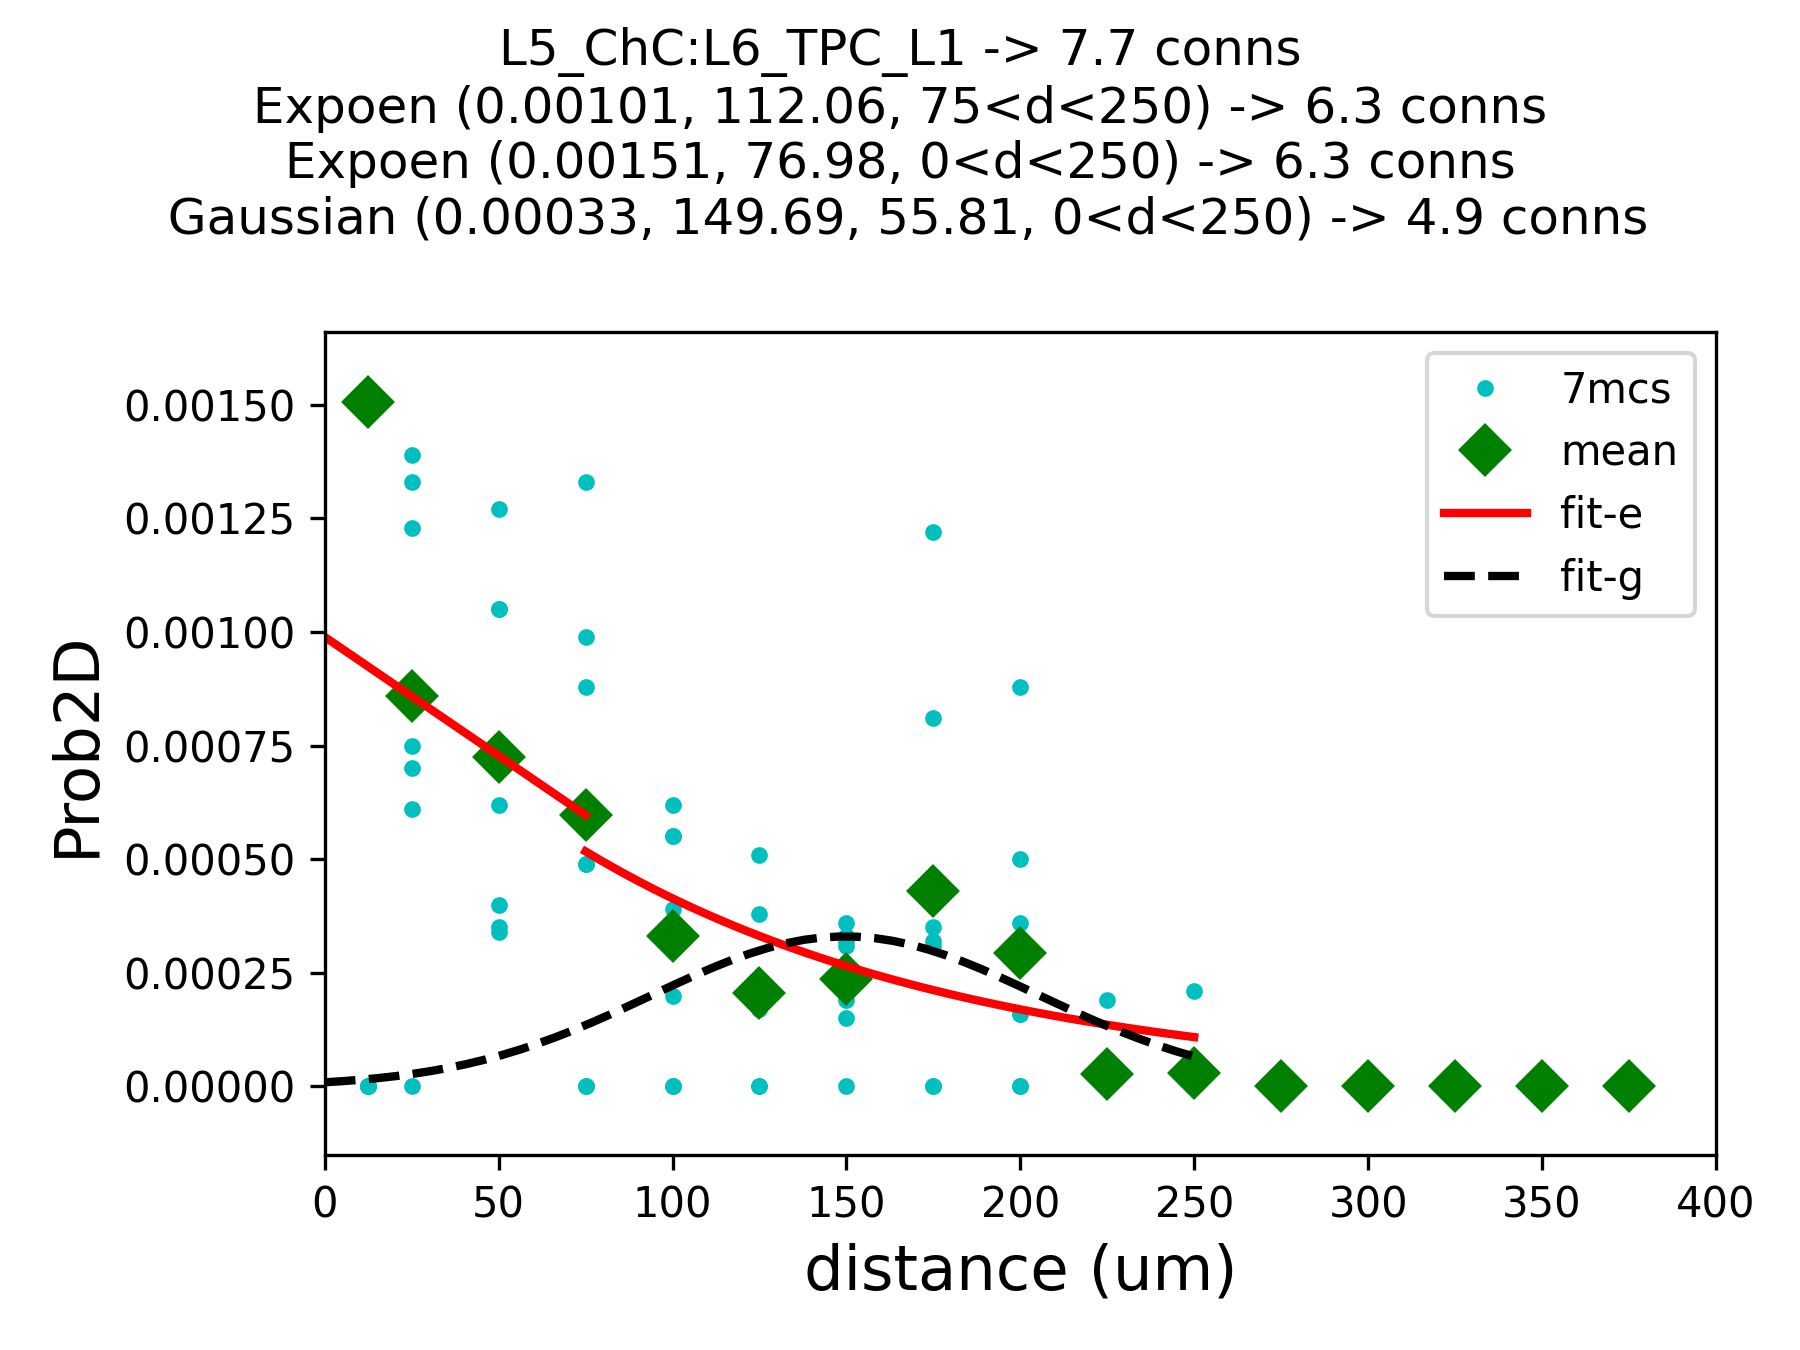 L5_ChC:L6_TPC_L1 -> 7.7 conns
Expoen (0.00101, 112.06, 75<d<250) -> 6.3 conns
Expoen (0.00151, 76.98, 0<d<250) -> 6.3 conns
Gaussian (0.00033, 149.69, 55.81, 0<d<250) -> 4.9 conns
7mcs
mean
fit-e
fit-g
Prob2D
0.00150
0.00125
0.00100
0.00075
0.00050
0.00025
0.00000
0 50 100 150 200 250 300 350 400
distance (um)